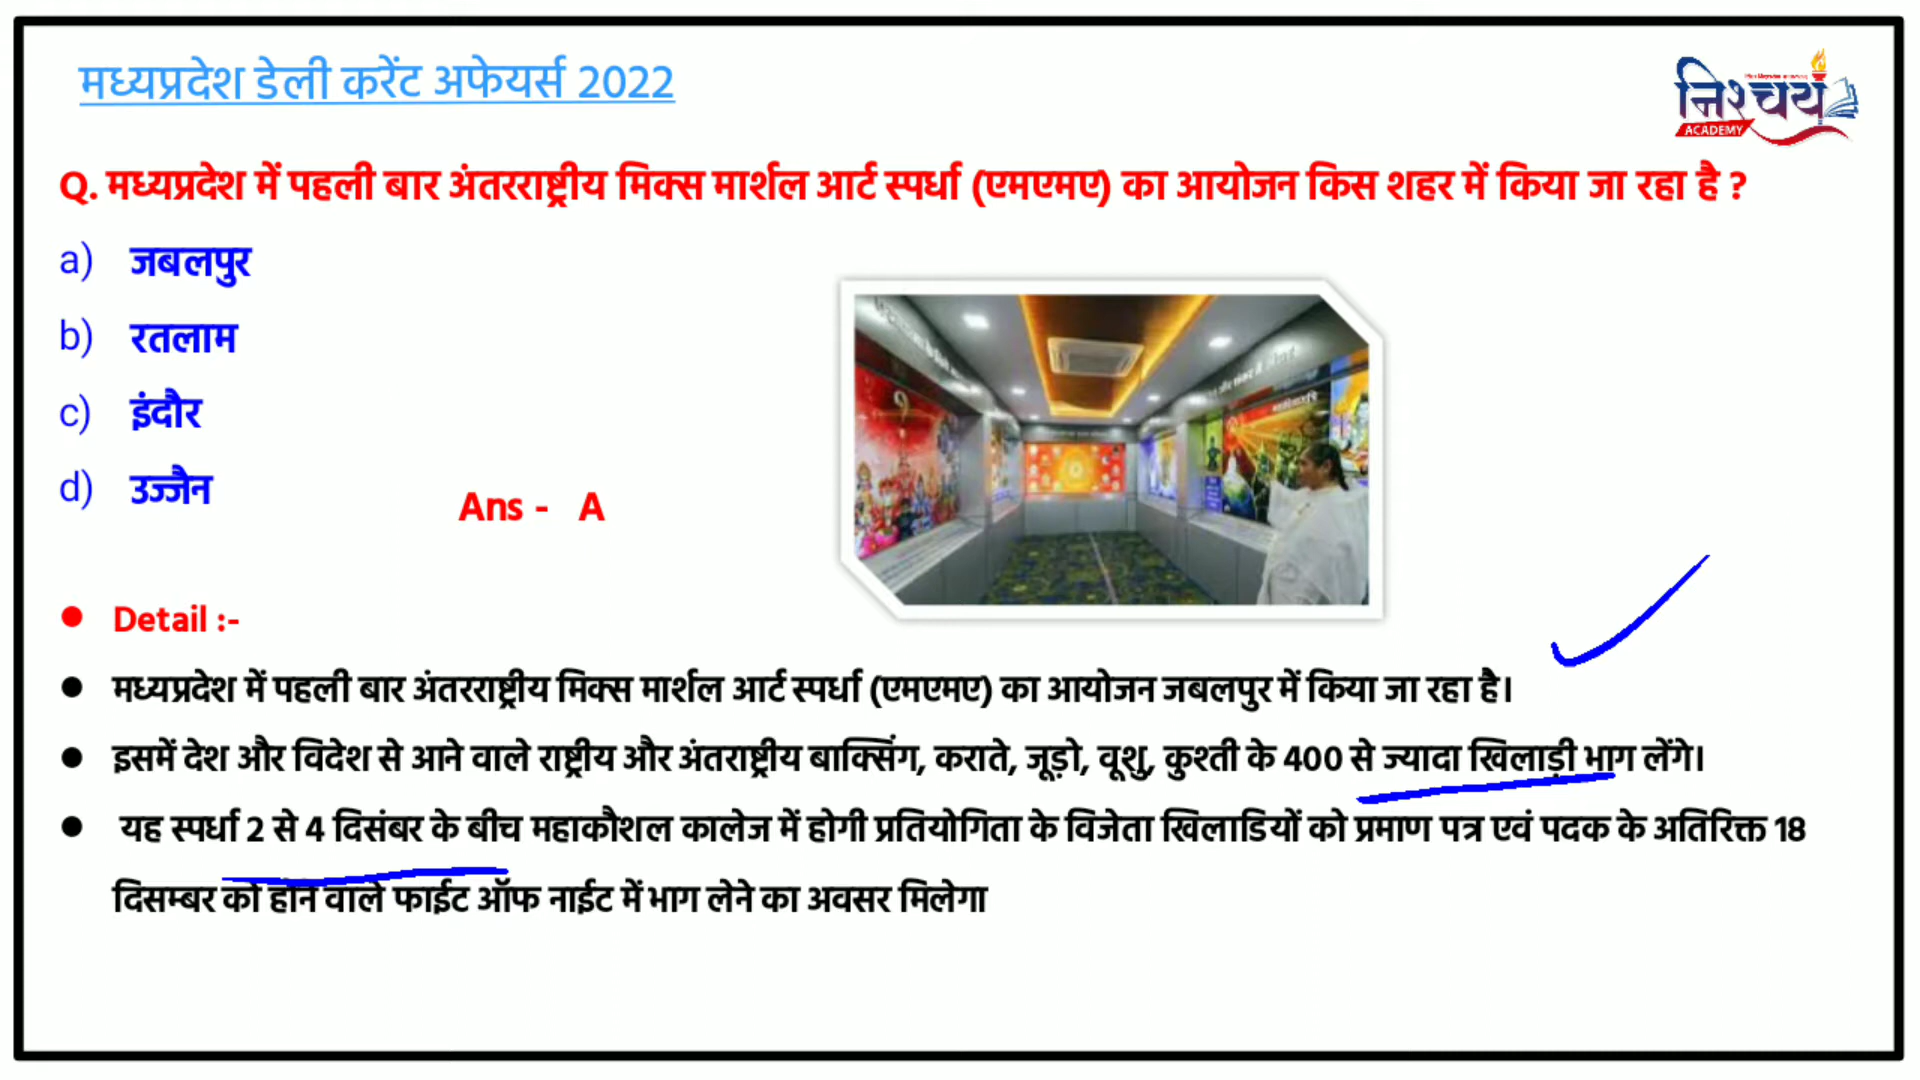 मध्यप्रदेश डेली करेंट अफेयर्स 2022
निश्चय
ACADEMY
Q. मध्यप्रदेश में पहली बार अंतरराष्ट्रीय मिक्स मार्शल आर्ट स्पर्धा (एमएमए) का आयोजन किस शहर में किया जा रहा है ?
a) जबलपुर
b) रतलाम
c) इंदौर
d) उज्जैन
Ans - A
Detail :-
मध्यप्रदेश में पहली बार अंतरराष्ट्रीय मिक्स मार्शल आर्ट स्पर्धा (एमएमए) का आयोजन जबलपुर में किया जा रहा है।
इसमें देश और विदेश से आने वाले राष्ट्रीय और अंतराष्ट्रीय बाक्सिंग, कराते, जूड़ो, वूशु, कुश्ती के 400 से ज्यादा खिलाड़ी भाग लेंगे।
यह स्पर्धा 2 से 4 दिसंबर के बीच महाकौशल कालेज में होगी प्रतियोगिता के विजेता खिलाडियों को प्रमाण पत्र एवं पदक के अतिरिक्त 18
दिसम्बर को होने वाले फाईट ऑफ नाईट में भाग लेने का अवसर मिलेगा